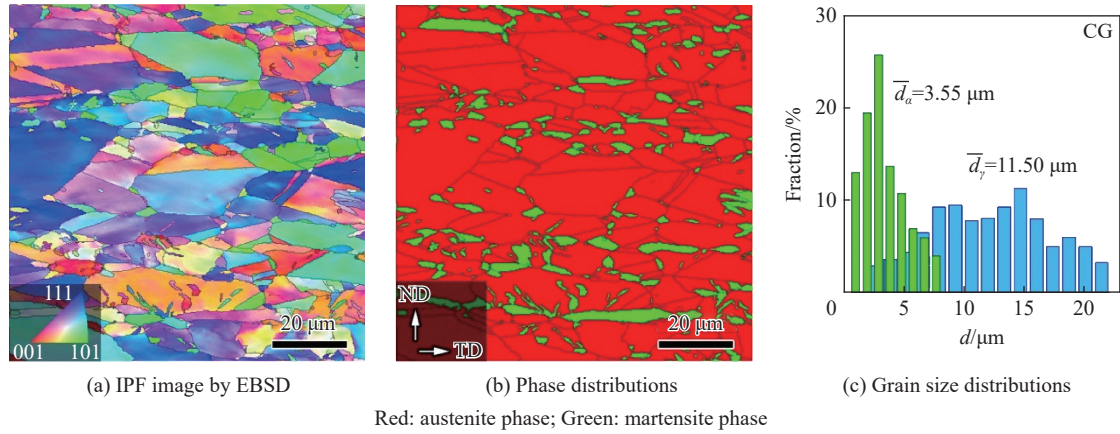 111
001 101
20 μm
(a) IPF image by EBSD
ND
TD
20 μm
(b) Phase distributions
30
20
10
0
5
10
15
20
Fraction/%
CG
d̄α=3.55 μm
d̄γ=11.50 μm
d/μm
(c) Grain size distributions
Red: austenite phase; Green: martensite phase